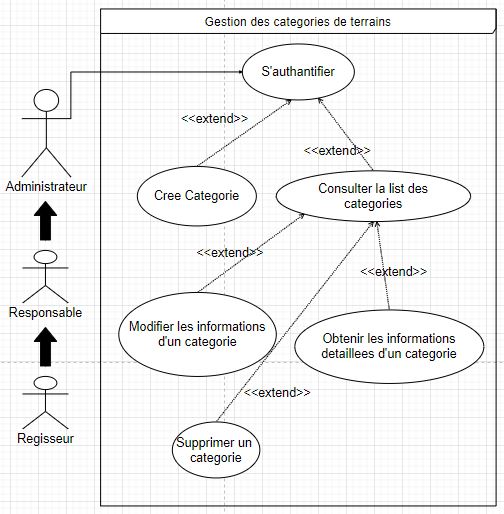 Gestion des categories de terrains
S'authantifier
<<extend>>
<<extend>>
Administrateur
Cree Categorie
Consulter la list des
categories
<<extend>>
<<extend>>
Responsable
Modifier les informations
d'un categorie
Obtenir les informations
detaillees d'un categorie
<<extend>>
Regisseur
Supprimer un
categorie